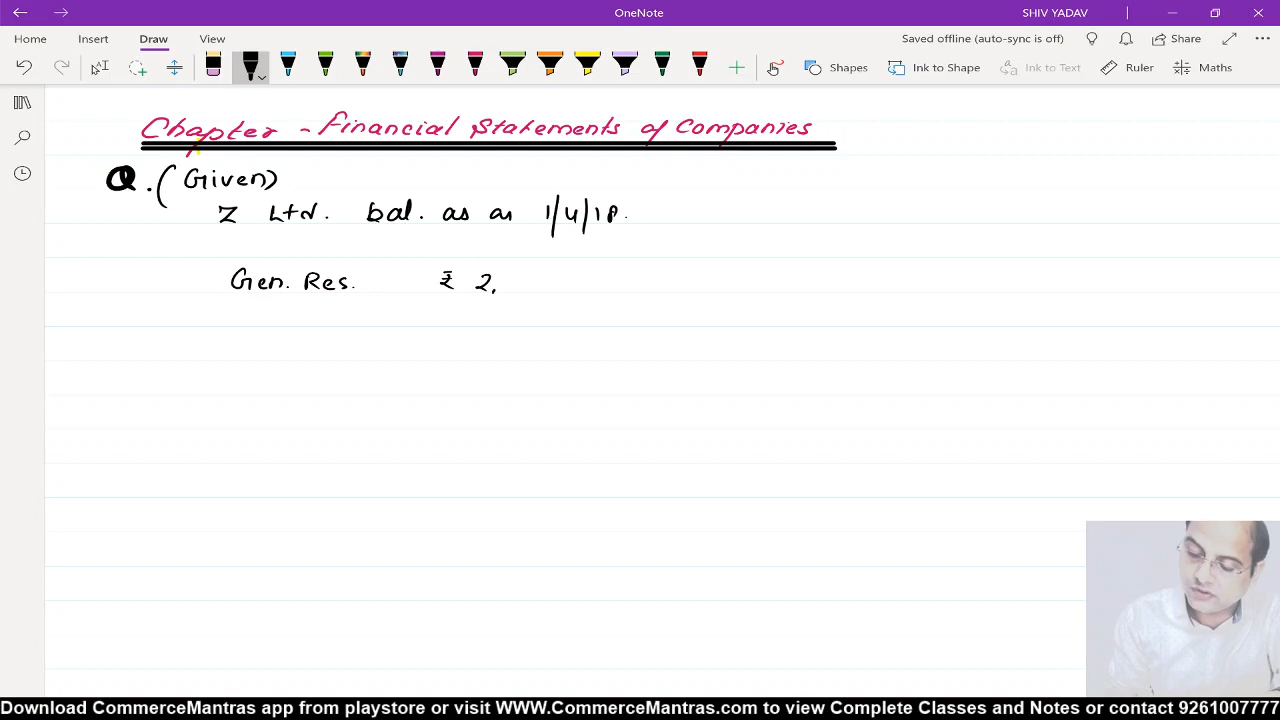 OneNote
SHIV YADAV
Home Insert Draw View
Saved offline (auto-sync is off)
Share
Shapes
Ink to Shape
Ink to Text
Ruler
Maths
Chapter - Financial Statements of Companies
Q. (Given)
Z Ltd. bal. as as 1/4/18.
Gen. Res. ₹ 2,
Download CommerceMantras app from playstore or visit WWW.CommerceMantras.com to view Complete Classes and Notes or contact 9261007777